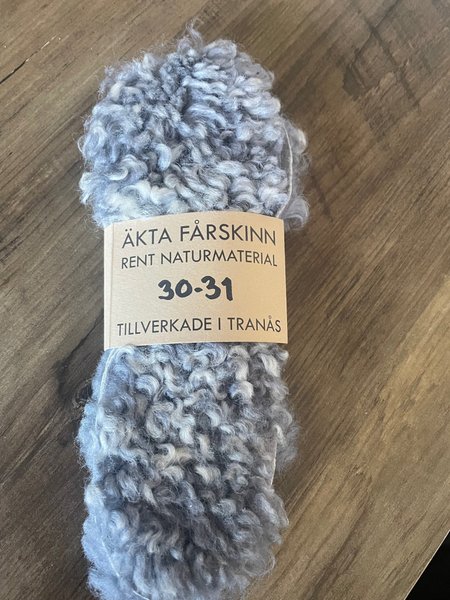 ÄKTA FÅRSKINN
RENT NATURMATERIAL
30-31
TILLVERKADE I TRANÅS